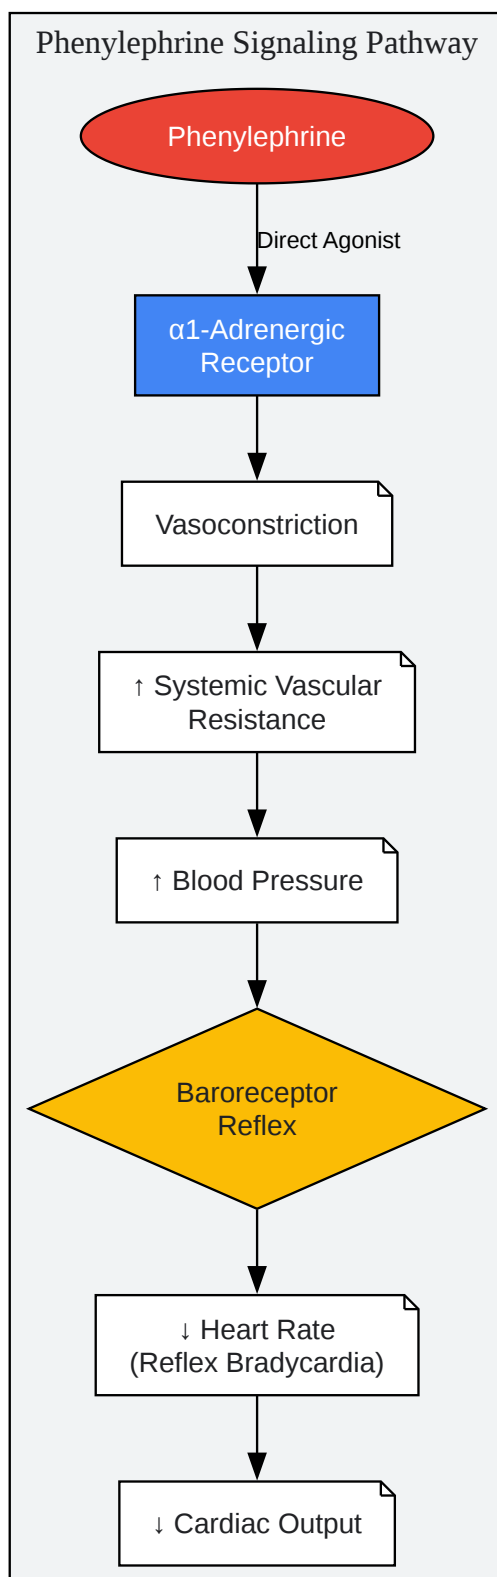 Phenylephrine Signaling Pathway
Phenylephrine
Direct Agonist
α1-Adrenergic
Receptor
Vasoconstriction
↑ Systemic Vascular
Resistance
↑ Blood Pressure
Baroreceptor
Reflex
↓ Heart Rate
(Reflex Bradycardia)
↓ Cardiac Output